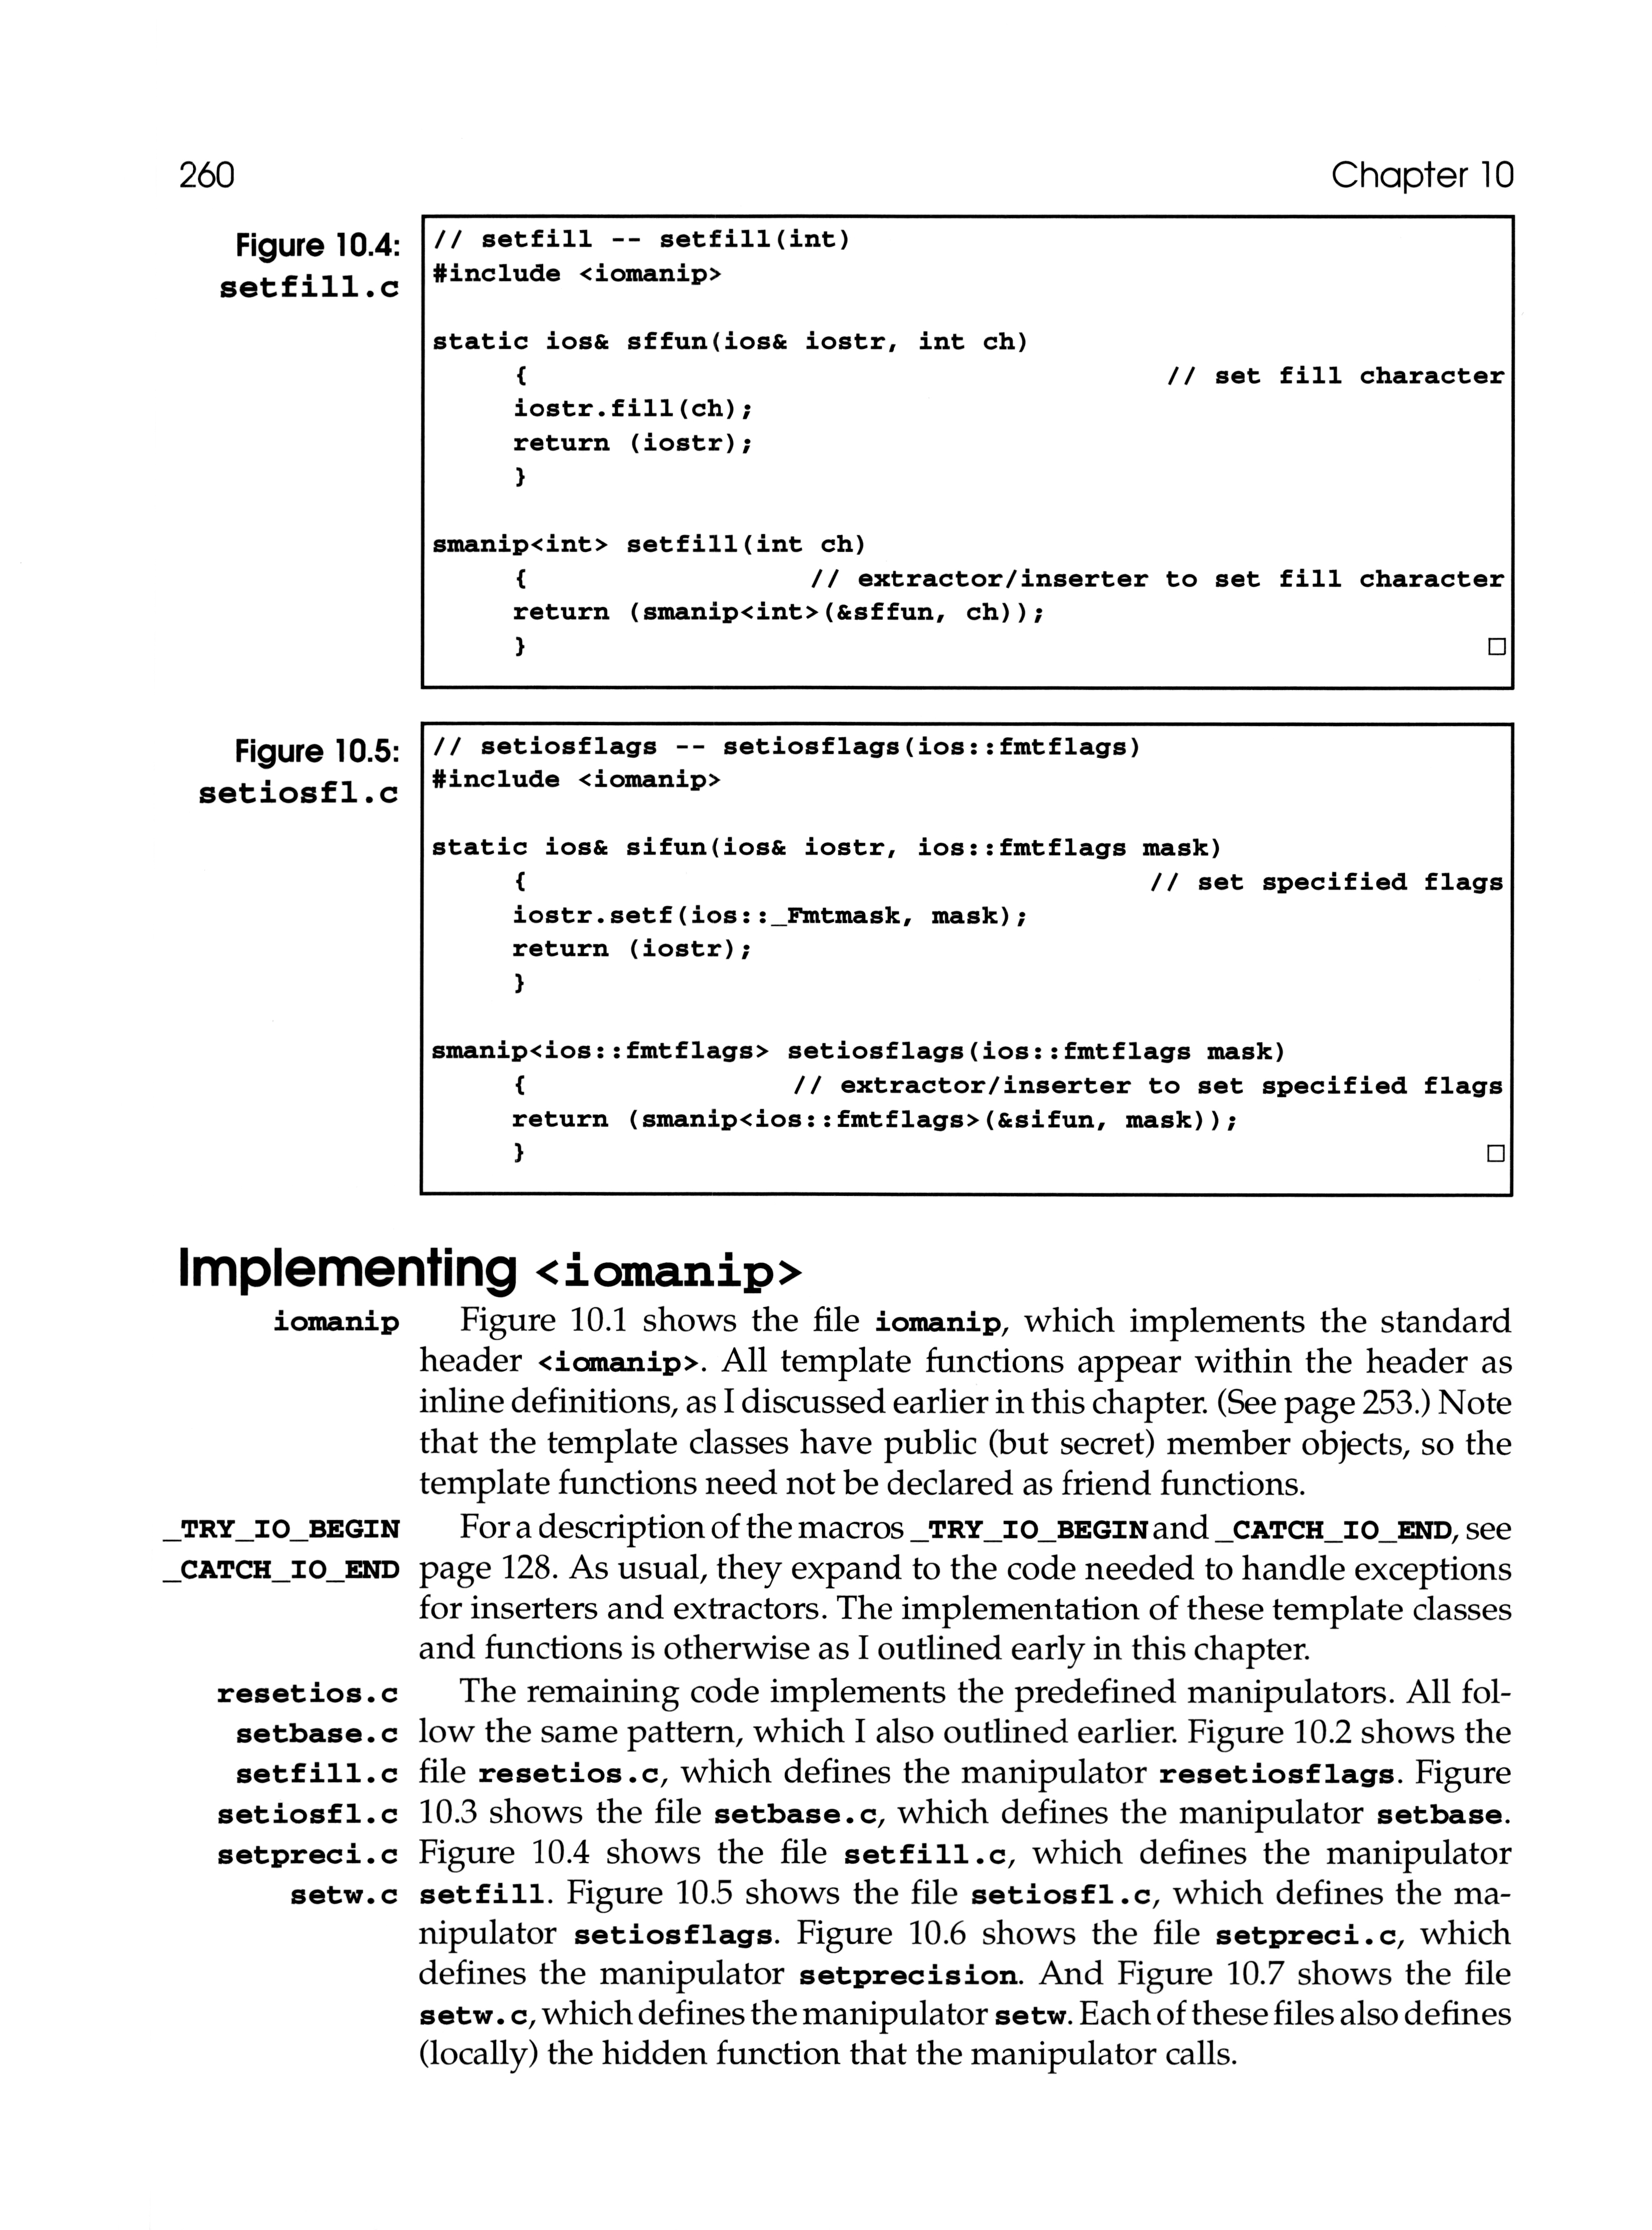 260
Chapter 10
Figure 10.4:
setfill.c
// setfill -- setfill(int)
#include <iomanip>
static ios& sffun(ios& iostr, int ch)
{ // set fill character
iostr.fill(ch);
return (iostr);
}
smanip<int> setfill(int ch)
{ // extractor/inserter to set fill character
return (smanip<int>(&sffun, ch));
} □
Figure 10.5:
setiosfl.c
// setiosflags -- setiosflags(ios::fmtflags)
#include <iomanip>
static ios& sifun(ios& iostr, ios::fmtflags mask)
{ // set specified flags
iostr.setf(ios::_Fmtmask, mask);
return (iostr);
}
smanip<ios::fmtflags> setiosflags(ios::fmtflags mask)
{ // extractor/inserter to set specified flags
return (smanip<ios::fmtflags>(&sifun, mask));
} □
Implementing <iomanip>
iomanip Figure 10.1 shows the file iomanip, which implements the standard
header <iomanip>. All template functions appear within the header as
inline definitions, as I discussed earlier in this chapter. (See page 253.) Note
that the template classes have public (but secret) member objects, so the
template functions need not be declared as friend functions.
_TRY_IO_BEGIN For a description of the macros _TRY_IO_BEGIN and _CATCH_IO_END, see
_CATCH_IO_END page 128. As usual, they expand to the code needed to handle exceptions
for inserters and extractors. The implementation of these template classes
and functions is otherwise as I outlined early in this chapter.
resetios.c The remaining code implements the predefined manipulators. All fol-
setbase.c low the same pattern, which I also outlined earlier. Figure 10.2 shows the
setfill.c file resetios.c, which defines the manipulator resetiosflags. Figure
setiosfl.c 10.3 shows the file setbase.c, which defines the manipulator setbase.
setpreci.c Figure 10.4 shows the file setfill.c, which defines the manipulator
setw.c setfill. Figure 10.5 shows the file setiosfl.c, which defines the ma-
nipulator setiosflags. Figure 10.6 shows the file setpreci.c, which
defines the manipulator setprecision. And Figure 10.7 shows the file
setw.c, which defines the manipulator setw. Each of these files also defines
(locally) the hidden function that the manipulator calls.